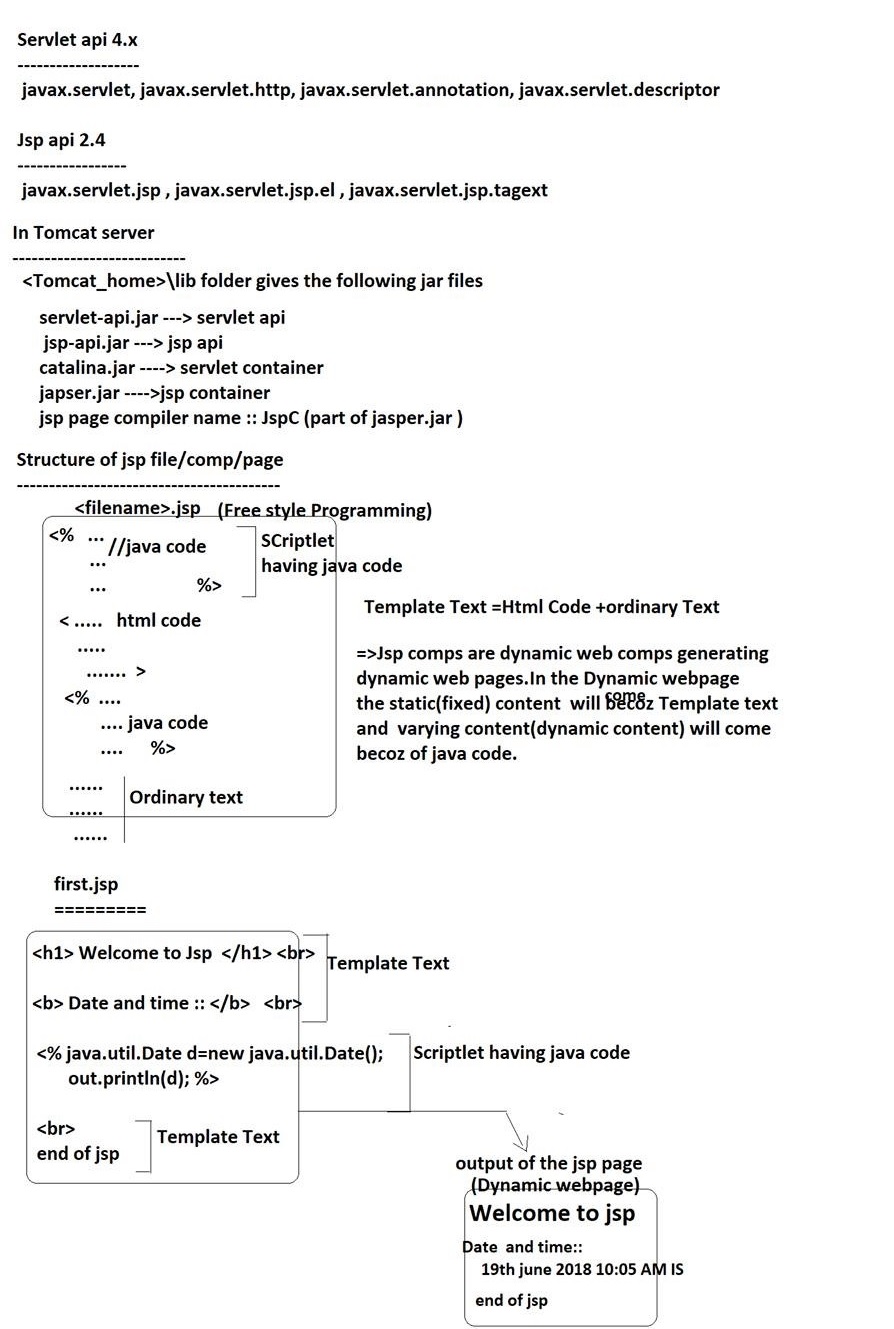 Servlet api 4.x
-------------------
javax.servlet, javax.servlet.http, javax.servlet.annotation, javax.servlet.descriptor
Jsp api 2.4
-----------------
javax.servlet.jsp , javax.servlet.jsp.el , javax.servlet.jsp.tagext
In Tomcat server
---------------------------
<Tomcat_home>\lib folder gives the following jar files
servlet-api.jar ---> servlet api
jsp-api.jar ---> jsp api
catalina.jar ----> servlet container
japser.jar ---->jsp container
jsp page compiler name :: JspC (part of jasper.jar )
Structure of jsp file/comp/page
-----------------------------------------
<filename>.jsp (Free style Programming)
<% ... //java code
...
... %>
SCriptlet
having java code
< ..... html code
.....
....... >
<% ....
.... java code
.... %>
......
...... Ordinary text
......
Template Text =Html Code +ordinary Text
=>Jsp comps are dynamic web comps generating
dynamic web pages.In the Dynamic webpage
the static(fixed) content will come becoz Template text
and varying content(dynamic content) will come
becoz of java code.
first.jsp
=========
<h1> Welcome to Jsp </h1> <br>
Template Text
<b> Date and time :: </b> <br>
<% java.util.Date d=new java.util.Date();
out.println(d); %>
Scriptlet having java code
<br>
end of jsp
Template Text
output of the jsp page
(Dynamic webpage)
Welcome to jsp
Date and time::
19th june 2018 10:05 AM IS
end of jsp